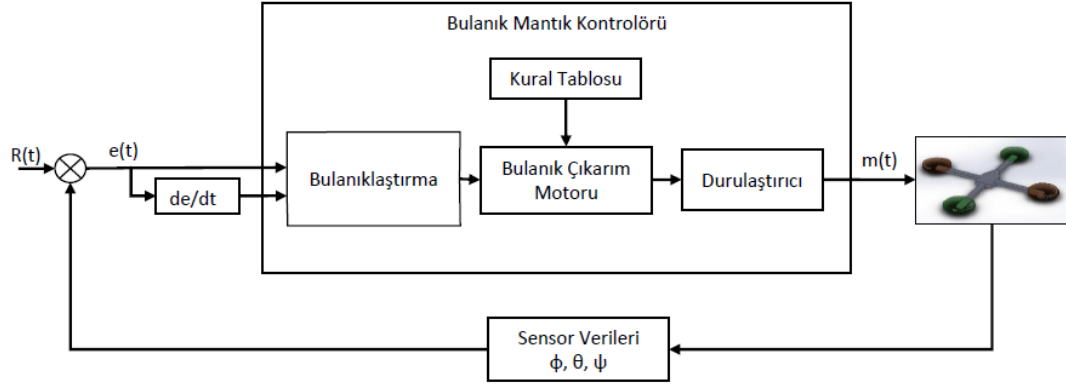 Bulanık Mantık Kontrolörü
Kural Tablosu
R(t)
e(t)
de/dt
Bulanıklaştırma
Bulanık Çıkarım
Motoru
Durulaştırıcı
m(t)
Sensor Verileri
ϕ, θ, ψ